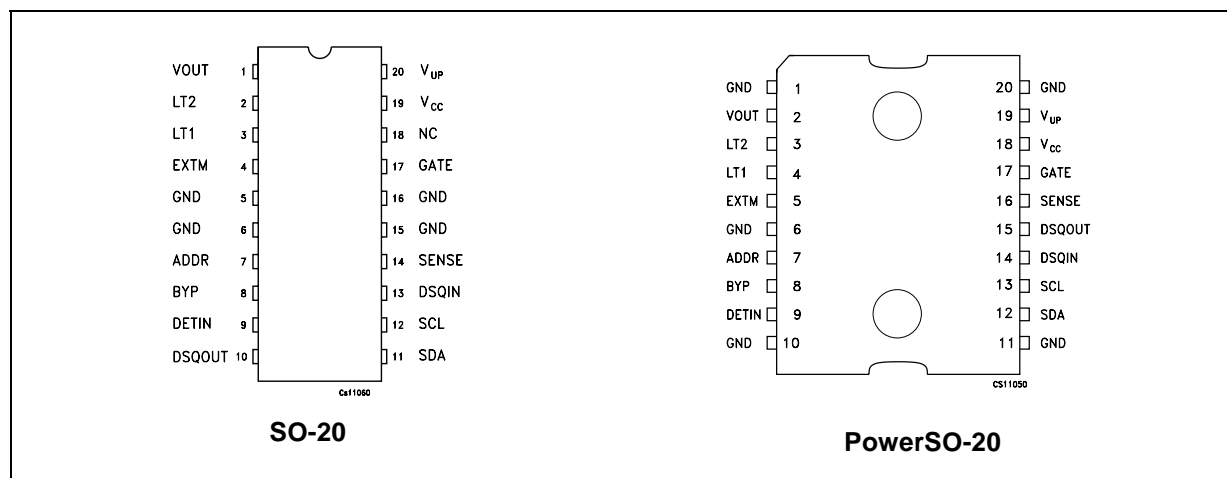 VOUT 1 20 VUP
LT2 2 19 VCC
LT1 3 18 NC
EXTM 4 17 GATE
GND 5 16 GND
GND 6 15 GND
ADDR 7 14 SENSE
BYP 8 13 DSQIN
DETIN 9 12 SCL
DSQOUT 10 11 SDA
Cs11060
SO-20
GND 1 20 GND
VOUT 2 19 VUP
LT2 3 18 VCC
LT1 4 17 GATE
EXTM 5 16 SENSE
GND 6 15 DSQOUT
ADDR 7 14 DSQIN
BYP 8 13 SCL
DETIN 9 12 SDA
GND 10 11 GND
CS11050
PowerSO-20